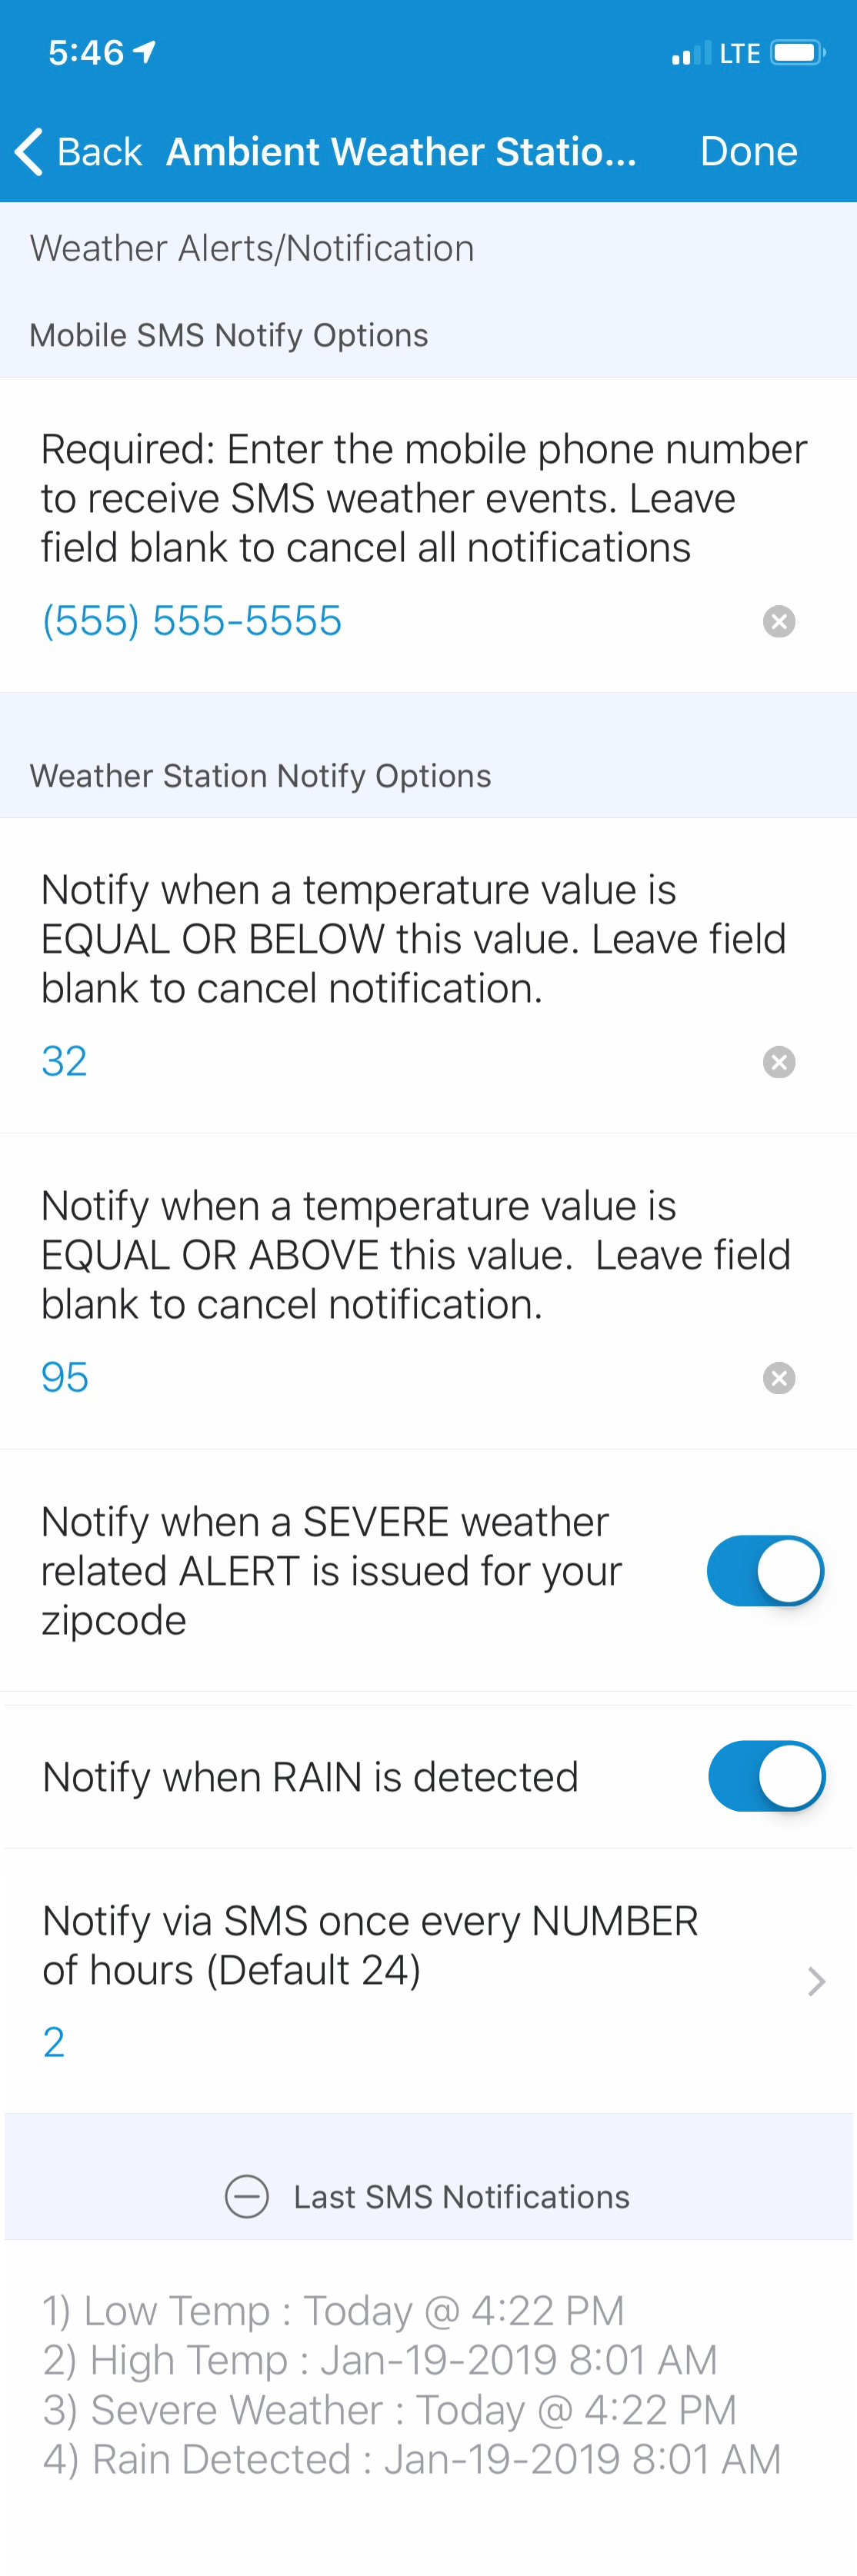 5:46 LTE
Back Ambient Weather Statio... Done
Weather Alerts/Notification
Mobile SMS Notify Options
Required: Enter the mobile phone number
to receive SMS weather events. Leave
field blank to cancel all notifications
(555) 555-5555
Weather Station Notify Options
Notify when a temperature value is
EQUAL OR BELOW this value. Leave field
blank to cancel notification.
32
Notify when a temperature value is
EQUAL OR ABOVE this value.  Leave field
blank to cancel notification.
95
Notify when a SEVERE weather
related ALERT is issued for your
zipcode
Notify when RAIN is detected
Notify via SMS once every NUMBER
of hours (Default 24)
2
Last SMS Notifications
1) Low Temp : Today @ 4:22 PM
2) High Temp : Jan-19-2019 8:01 AM
3) Severe Weather : Today @ 4:22 PM
4) Rain Detected : Jan-19-2019 8:01 AM